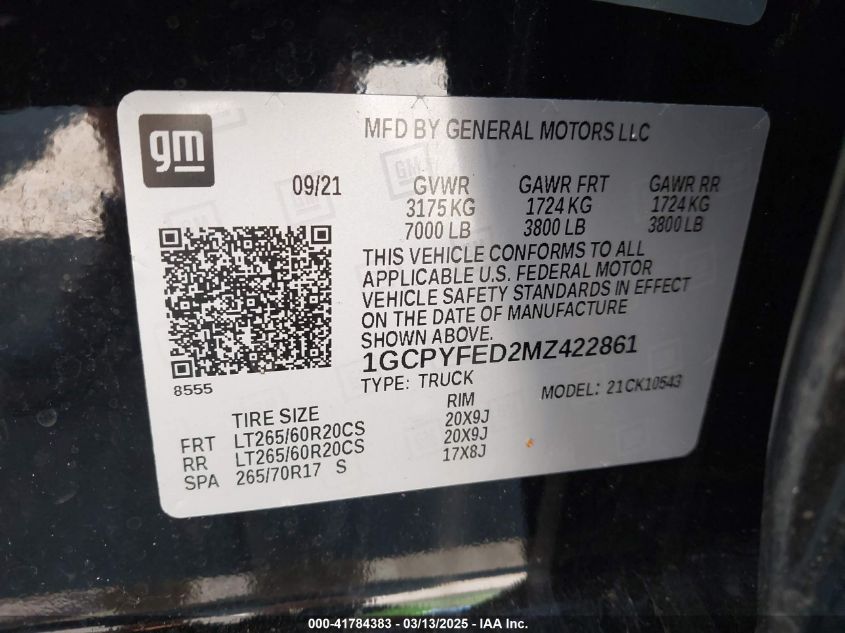 gm
MFD BY GENERAL MOTORS LLC
09/21
GVWR GAWR FRT GAWR RR
3175 KG 1724 KG 1724 KG
7000 LB 3800 LB 3800 LB
THIS VEHICLE CONFORMS TO ALL
APPLICABLE U.S. FEDERAL MOTOR
VEHICLE SAFETY STANDARDS IN EFFECT
ON THE DATE OF MANUFACTURE
SHOWN ABOVE.
1GCPYFED2MZ422861
8555
TYPE: TRUCK MODEL: 21CK10543
TIRE SIZE RIM
FRT LT265/60R20CS 20X9J
RR LT265/60R20CS 20X9J
SPA 265/70R17 S 17X8J
000-41784383 - 03/13/2025 - IAA Inc.